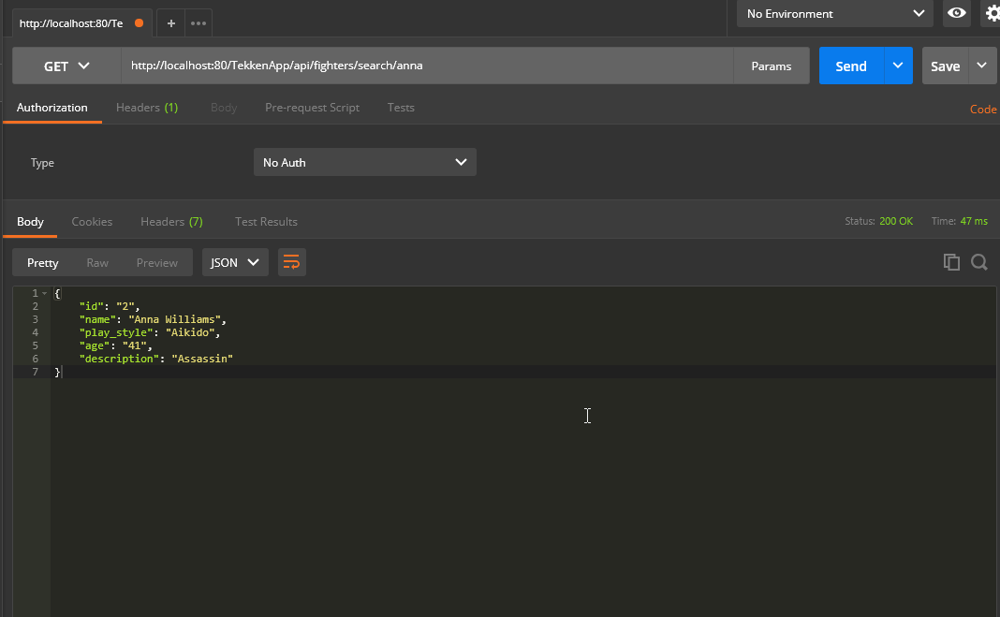 http://localhost:80/Te + ••• No Environment
GET http://localhost:80/TekkenApp/api/fighters/search/anna Params Send Save
Authorization Headers (1) Body Pre-request Script Tests Code
Type No Auth
Body Cookies Headers (7) Test Results Status: 200 OK Time: 47 ms
Pretty Raw Preview JSON
1 {
2 "id": "2",
3 "name": "Anna Williams",
4 "play_style": "Aikido",
5 "age": "41",
6 "description": "Assassin"
7 }